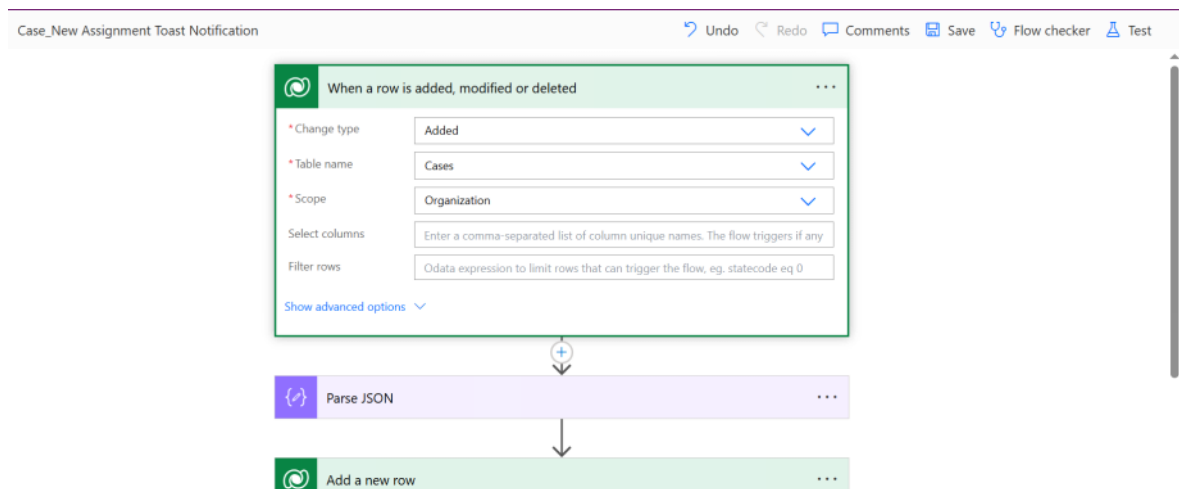 Case_New Assignment Toast Notification Undo Redo Comments Save Flow checker Test
When a row is added, modified or deleted
* Change type Added
* Table name Cases
* Scope Organization
Select columns Enter a comma-separated list of column unique names. The flow triggers if any
Filter rows Odata expression to limit rows that can trigger the flow, eg. statecode eq 0
Show advanced options
Parse JSON
Add a new row